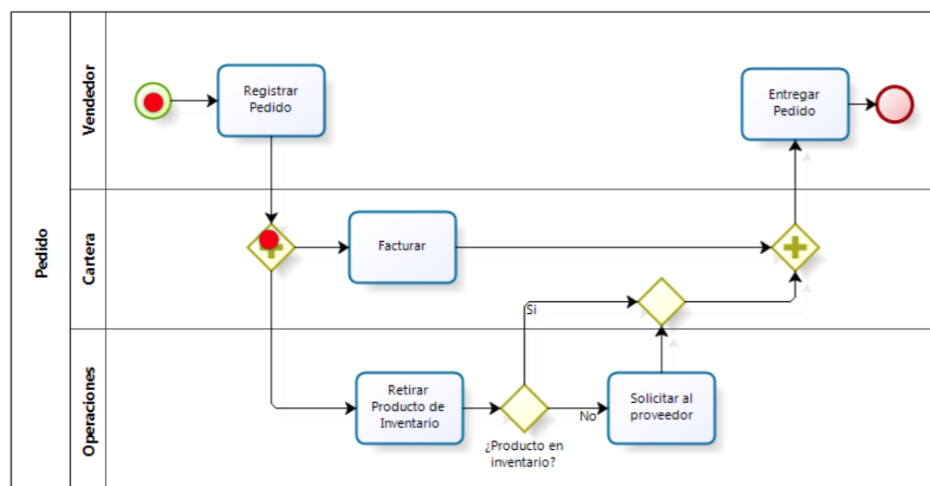 Pedido
Vendedor
Registrar
Pedido
Entregar
Pedido
Cartera
Facturar
Si
Operaciones
Retirar
Producto de
Inventario
¿Producto en
inventario?
No
Solicitar al
proveedor